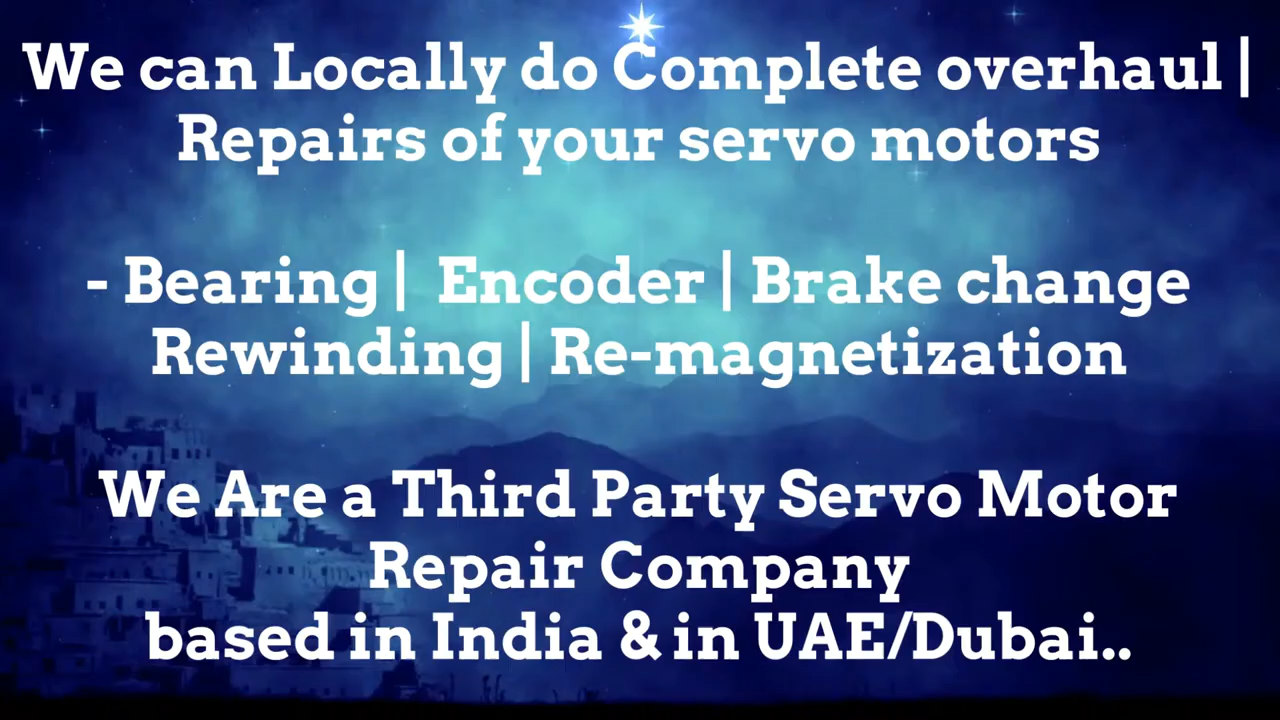 We can Locally do Complete overhaul |
Repairs of your servo motors
- Bearing | Encoder | Brake change
Rewinding | Re-magnetization
We Are a Third Party Servo Motor
Repair Company
based in India & in UAE/Dubai..